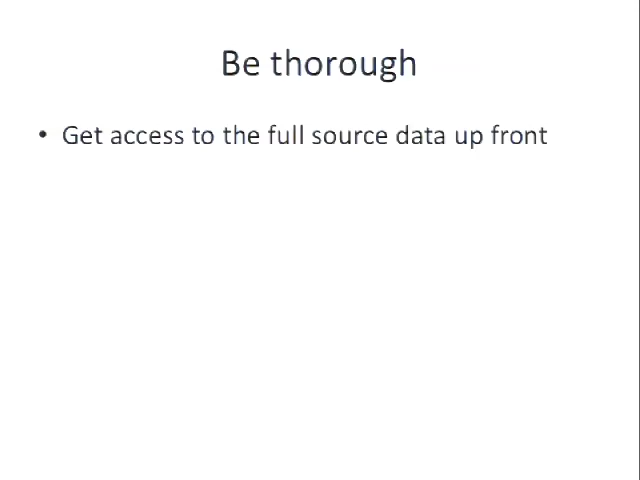 Be thorough
• Get access to the full source data up front